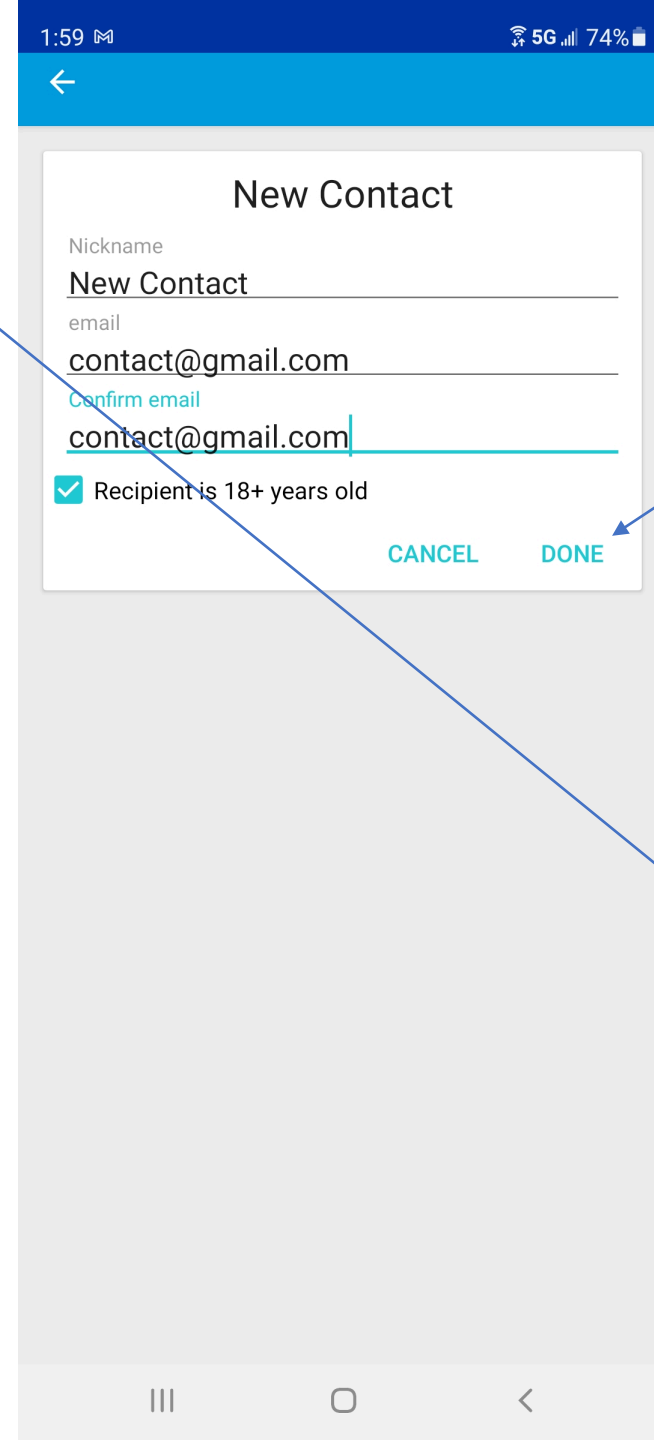 1:59 5G 74%
New Contact
Nickname
New Contact
email
contact@gmail.com
Confirm email
contact@gmail.com
Recipient is 18+ years old
CANCEL DONE